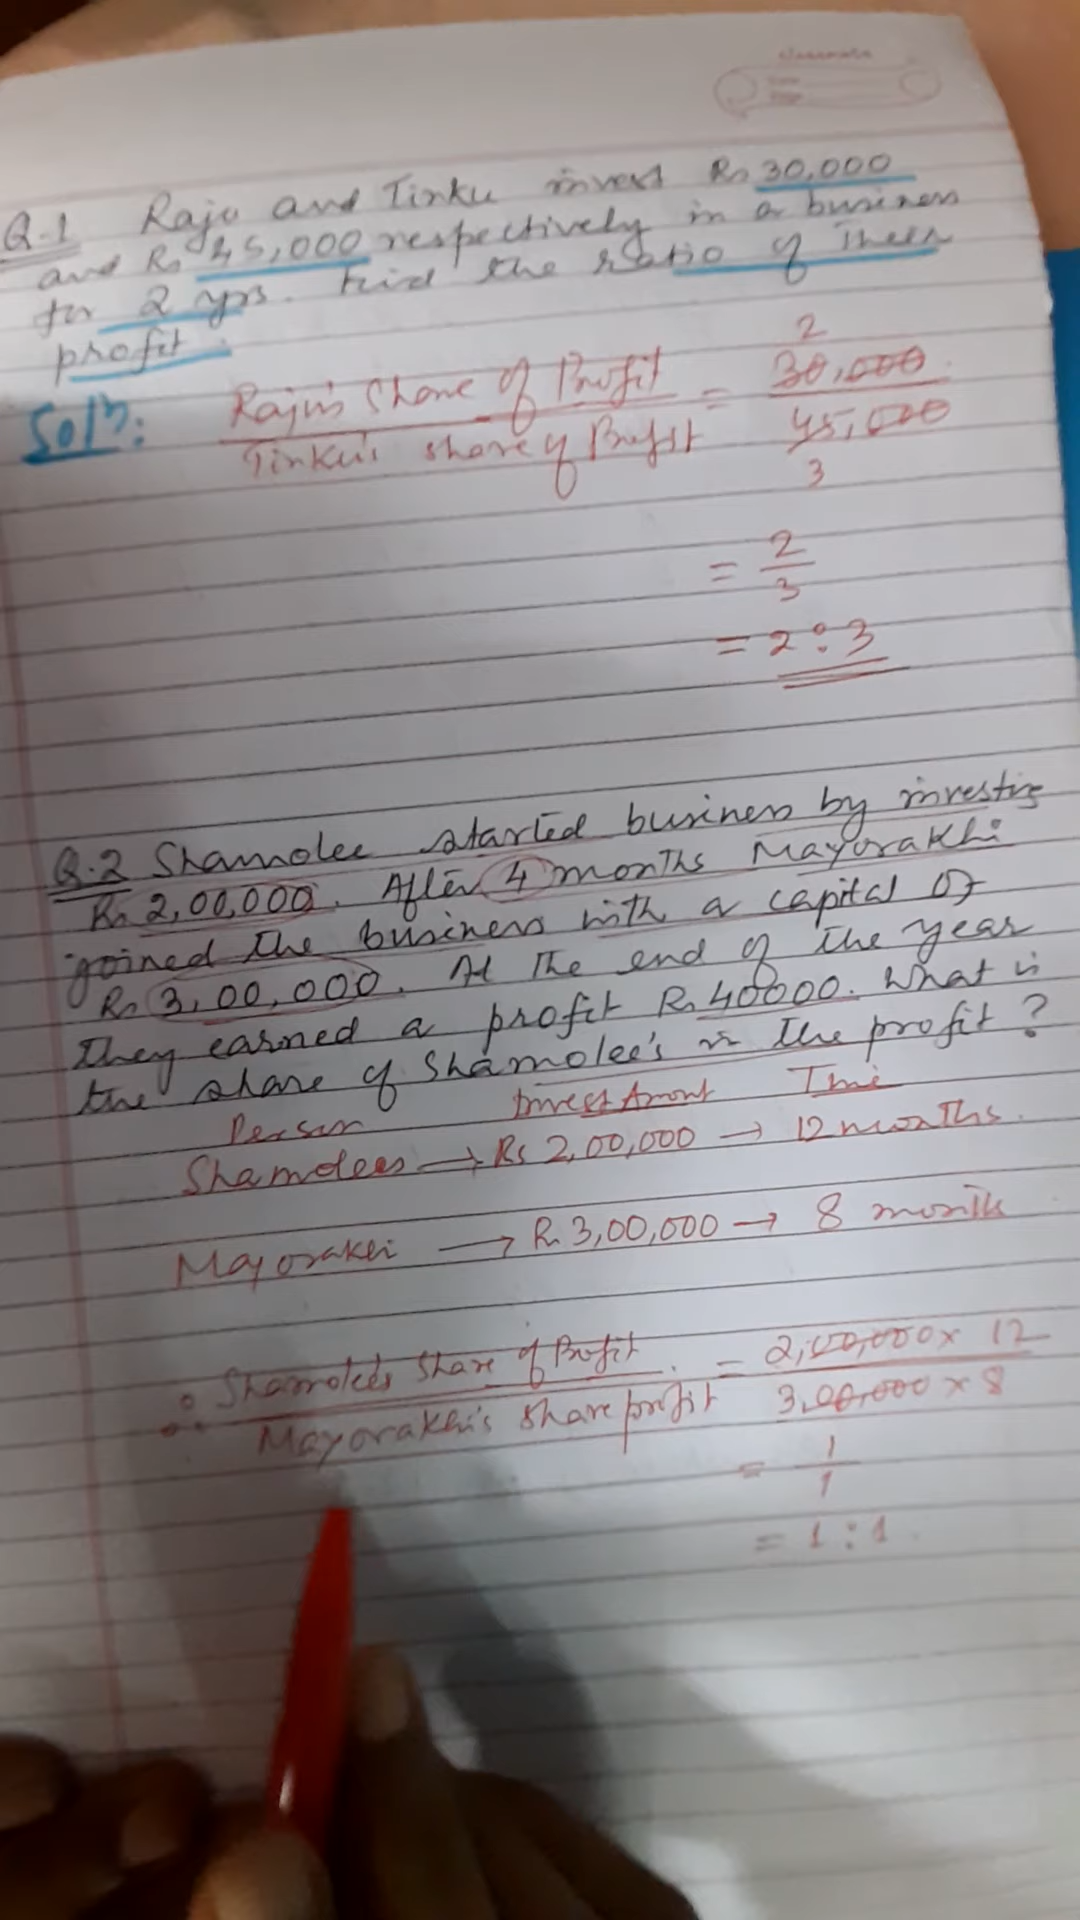 classmate
Q.1 Raju and Tinku invest Rs 30,000
and Rs 45,000 respectively in a business
for 2 yrs. Find the ratio of Their
profit.
Soln: Raju's Share of Profit = 30,000 2
Tinku's share of Profit 45,000 3
= 2
3
= 2:3
Q.2 Shamolee started business by investing
Rs 2,00,000. After 4 months Mayorakhi
joined the business with a capital of
Rs 3,00,000. At the end of the year
they earned a profit Rs 40000. What is
the share of Shamolee's in the profit?
Person Invest Amont Time
Shamolees → Rs 2,00,000 → 12 months.
Mayorakhi → Rs 3,00,000 → 8 month
∴ Shamolee's Share of Profit = 2,00,000 x 12
Mayorakhi's share profit 3,00,000 x 8
= 1
1
= 1:1